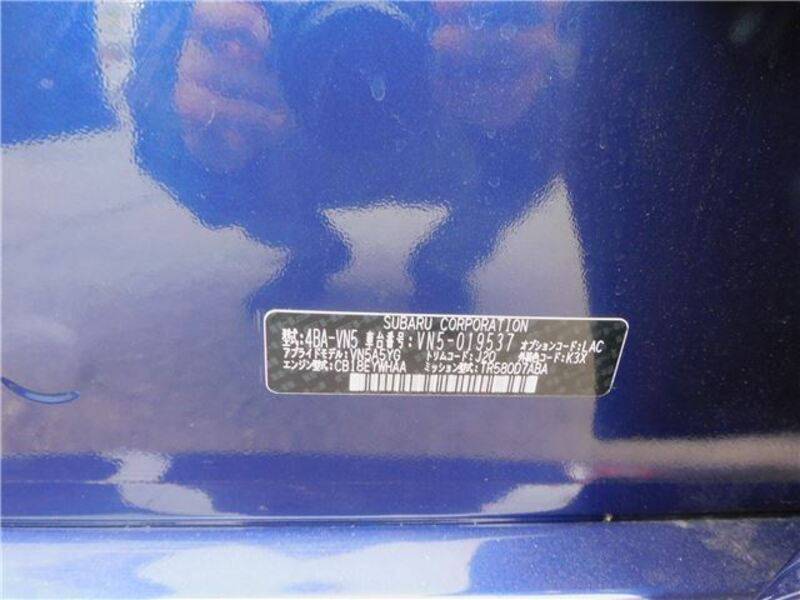 SUBARU CORPORATION
型式:4BA-VN5 車台番号:VN5-019537 オプションコード:LAC
アプライドモデル:VN5A5YG トリムコード:J20 外装色コード:K3X
エンジン型式:CB18EYWHAA ミッション型式:TR580D7ABA